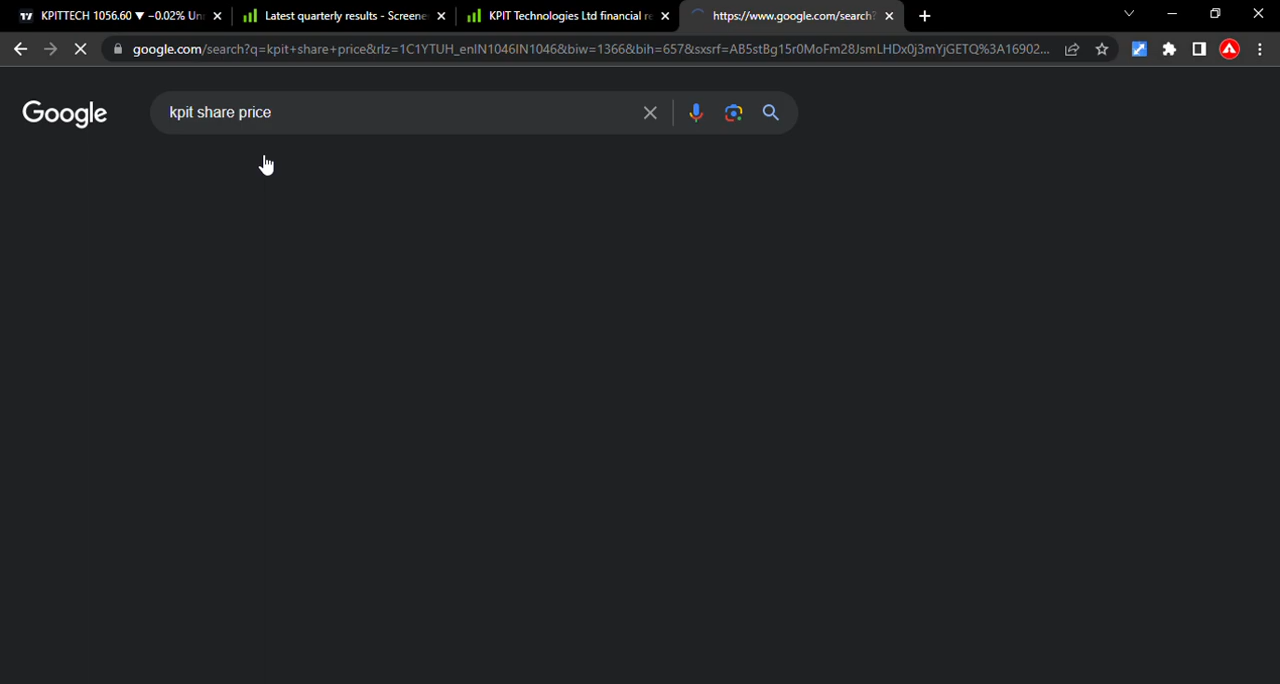 KPITTECH 1056.60 ▼ −0.02% Un
Latest quarterly results - Screene
KPIT Technologies Ltd financial re
https://www.google.com/search?
google.com/search?q=kpit+share+price&rlz=1C1YTUH_enIN1046IN1046&biw=1366&bih=657&sxsrf=AB5stBg15r0MoFm28JsmLHDx0j3mYjGETQ%3A16902...
Google
kpit share price